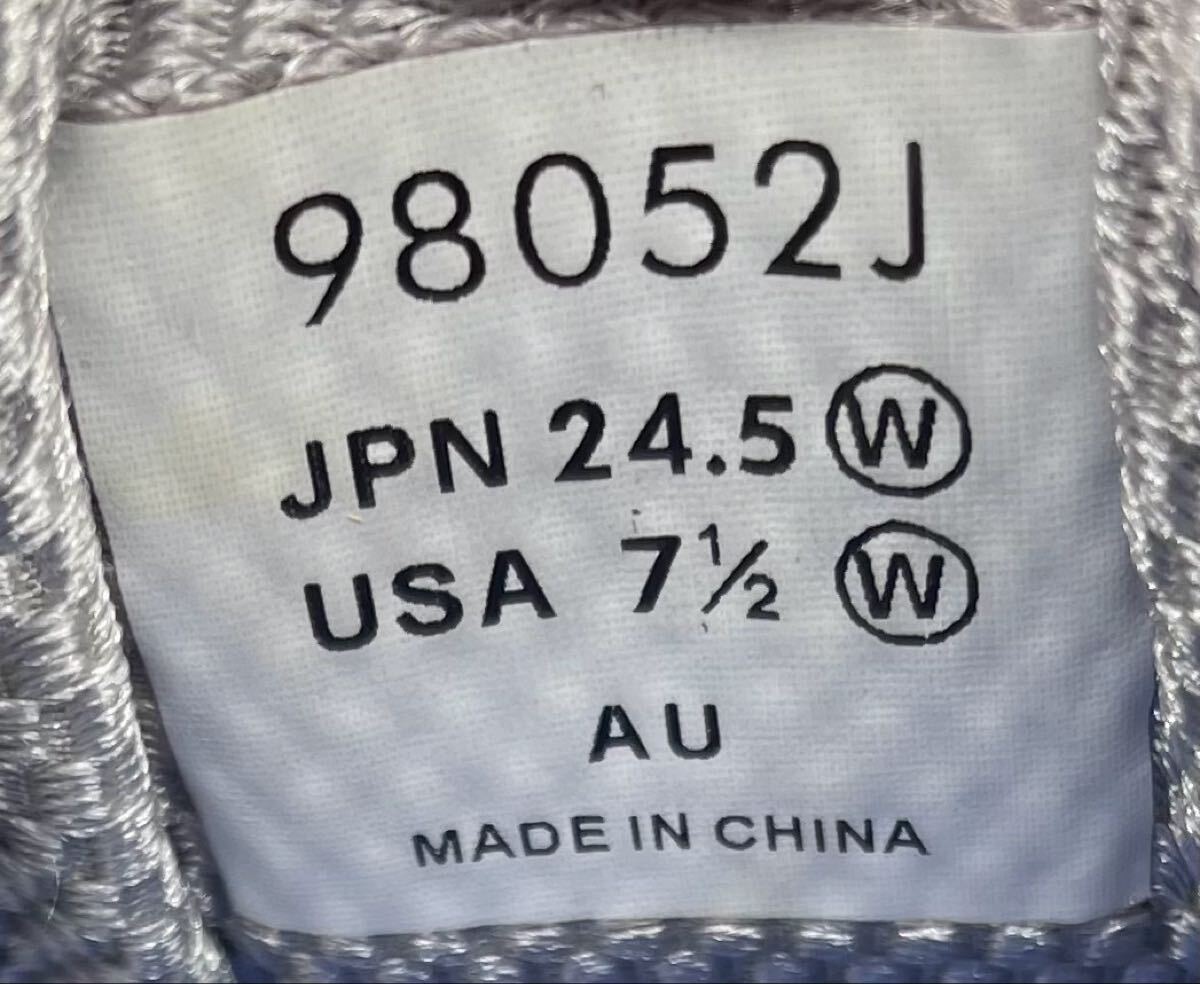 98052J
JPN 24.5 Ⓦ
USA 7½ Ⓦ
AU
MADE IN CHINA